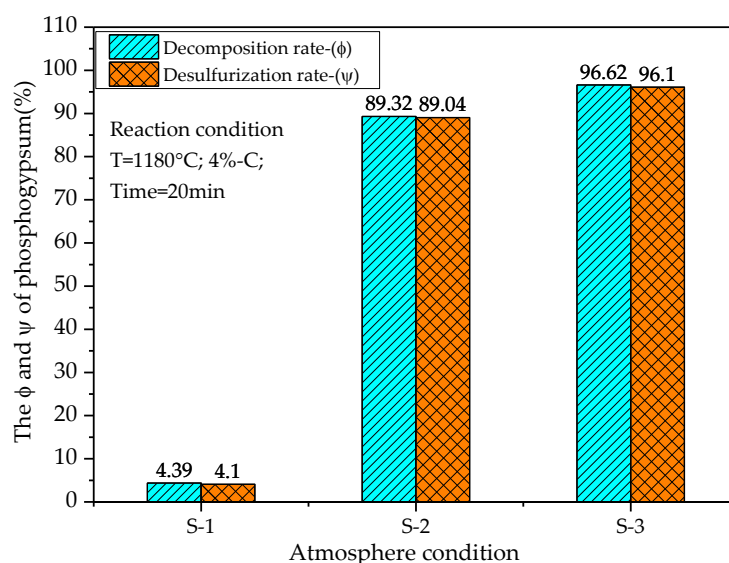 The ϕ and ψ of phosphogypsum(%)
110
100
90
80
70
60
50
40
30
20
10
0
Decomposition rate-(ϕ)
Desulfurization rate-(ψ)
Reaction condition
T=1180°C; 4%-C;
Time=20min
4.39
4.1
89.32
89.04
96.62
96.1
S-1
S-2
S-3
Atmosphere condition